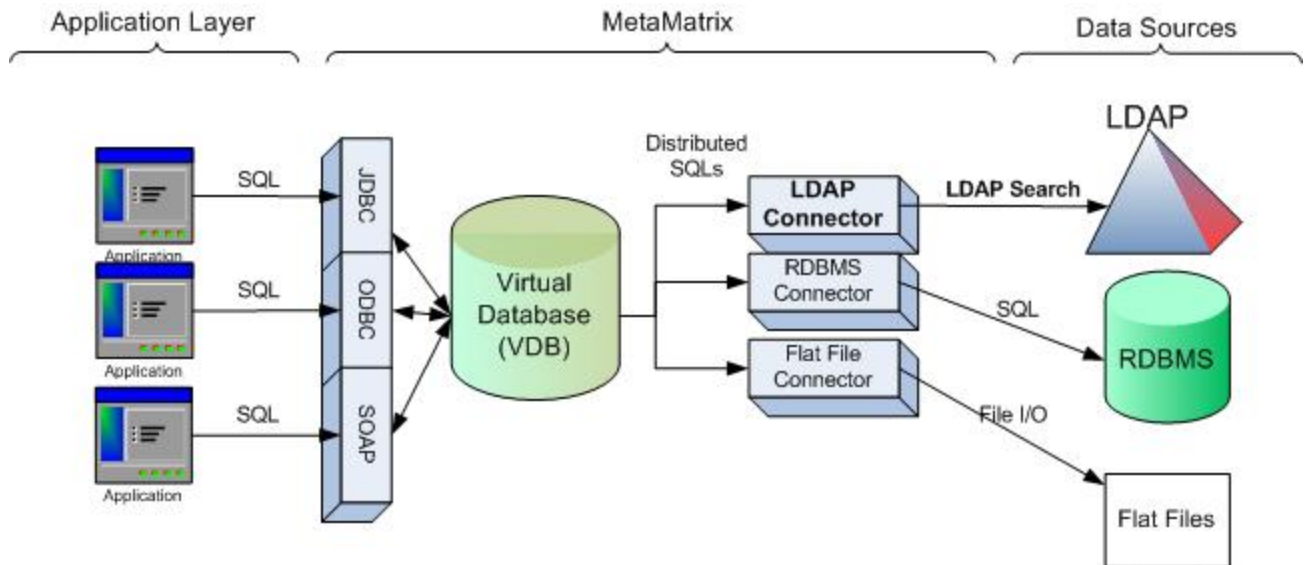 Application Layer
MetaMatrix
Data Sources
Application
Application
Application
SQL
SQL
SQL
JDBC
ODBC
SOAP
Virtual
Database
(VDB)
Distributed
SQLs
LDAP
Connector
RDBMS
Connector
Flat File
Connector
LDAP Search
SQL
File I/O
LDAP
RDBMS
Flat Files